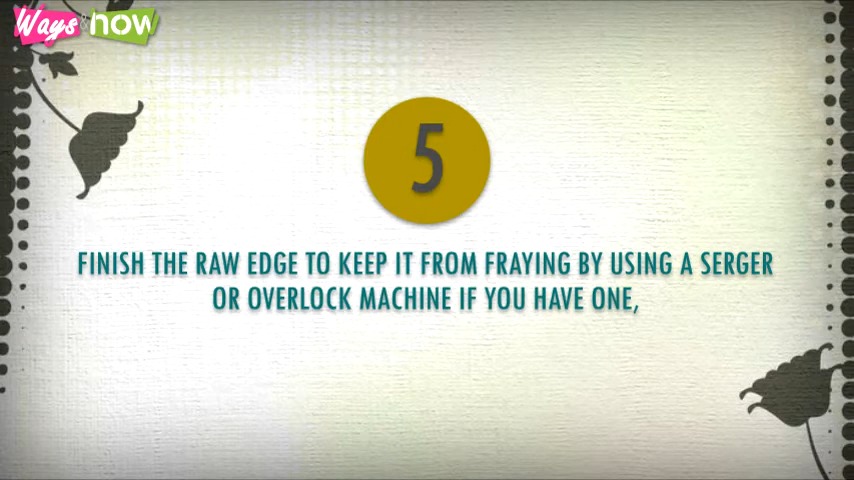 Ways & now
5
FINISH THE RAW EDGE TO KEEP IT FROM FRAYING BY USING A SERGER
OR OVERLOCK MACHINE IF YOU HAVE ONE,